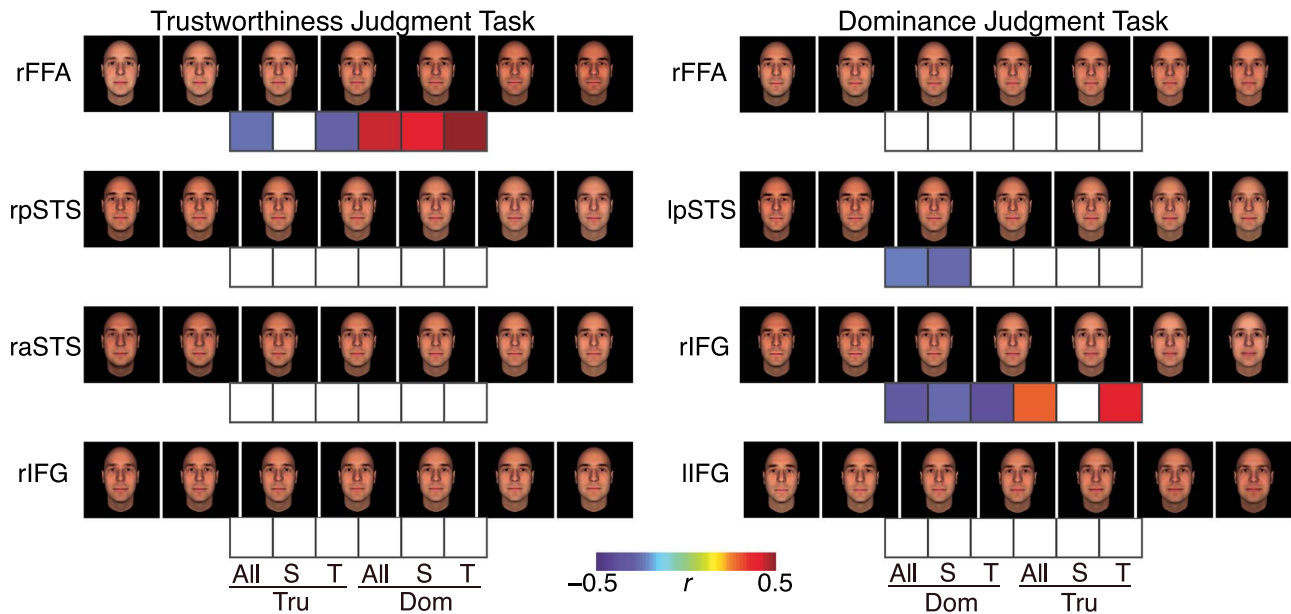 Trustworthiness Judgment Task
rFFA
rpSTS
raSTS
rIFG
All S T All S T
Tru Dom
Dominance Judgment Task
rFFA
lpSTS
rIFG
lIFG
All S T All S T
Dom Tru
−0.5 r 0.5